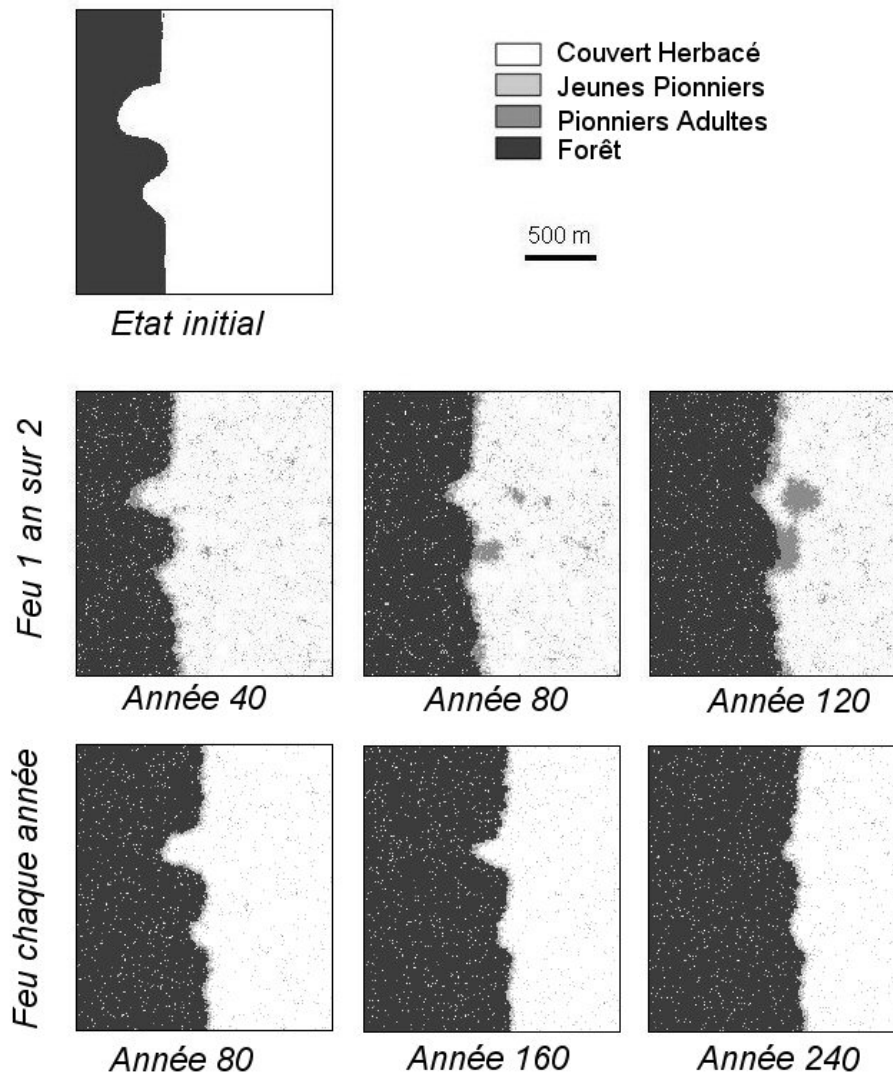 Couvert Herbacé
Jeunes Pionniers
Pionniers Adultes
Forêt
500 m
Etat initial
Feu 1 an sur 2
Année 40
Année 80
Année 120
Feu chaque année
Année 80
Année 160
Année 240